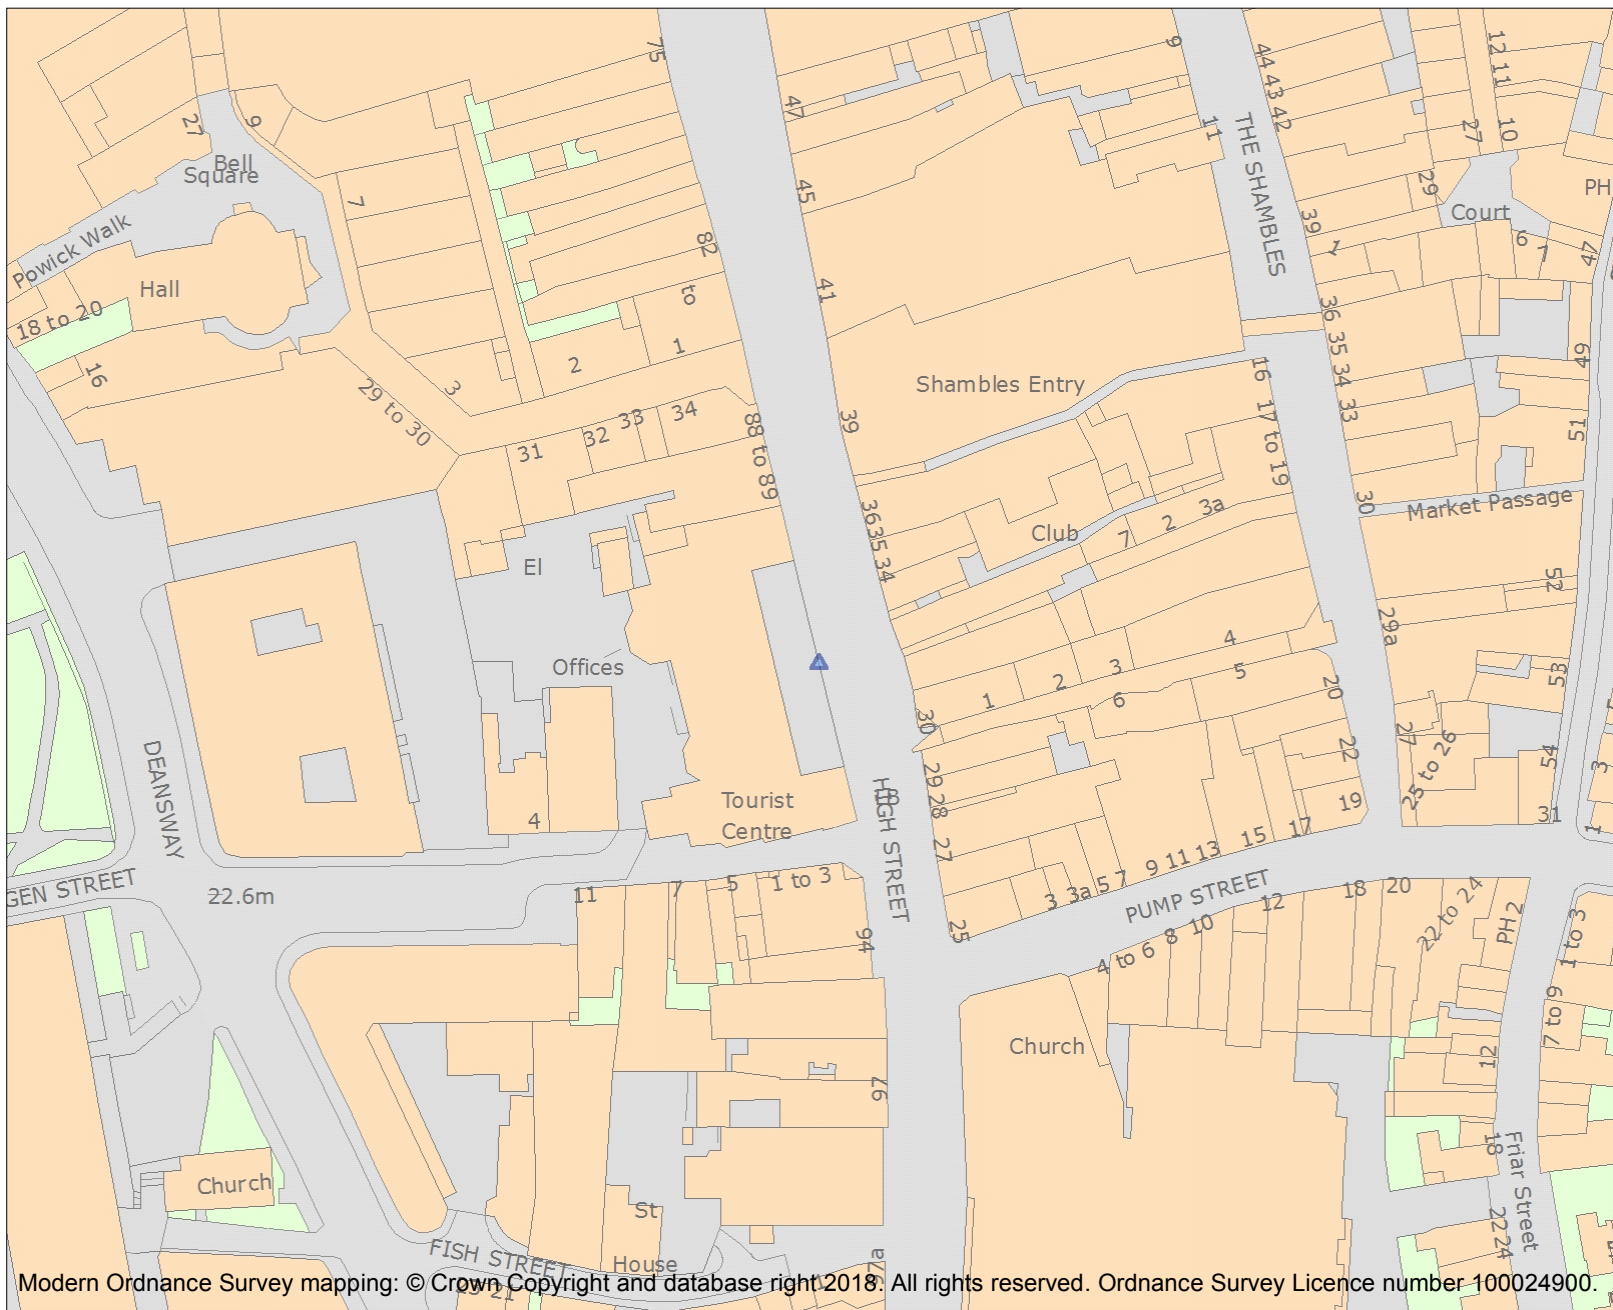 75
9
44 43 42
12 11
10
27
29
PH
47
11
THE SHAMBLES
27
9
Bell
Square
7
45
82
41
39
1
Court
6
7
47
Powick Walk
Hall
18 to 20
16
to
1
2
3
29 to 30
31
32
33
34
88 to 89
39
Shambles Entry
36
35 34
33
49
51
16
17 to 19
30
Market Passage
36 35 34
Club
7
2
3a
52
29a
53
El
Offices
4
3
2
1
5
6
20
30
27
25 to 26
54
3
22
19
31
1
DEANSWAY
4
Tourist
Centre
HIGH STREET
29 28
27
25
17
15
9 11 13
3 3a 5 7
PUMP STREET
GEN STREET
22.6m
11
7
5
1 to 3
94
4 to 6
8
10
12
18
20
22 to 24
PH 2
1 to 3
7 to 9
12
18
Friar Street
22 24
Church
97
Church
St
House
97a
FISH STREET
Modern Ordnance Survey mapping: © Crown Copyright and database right 2018. All rights reserved. Ordnance Survey Licence number 100024900.